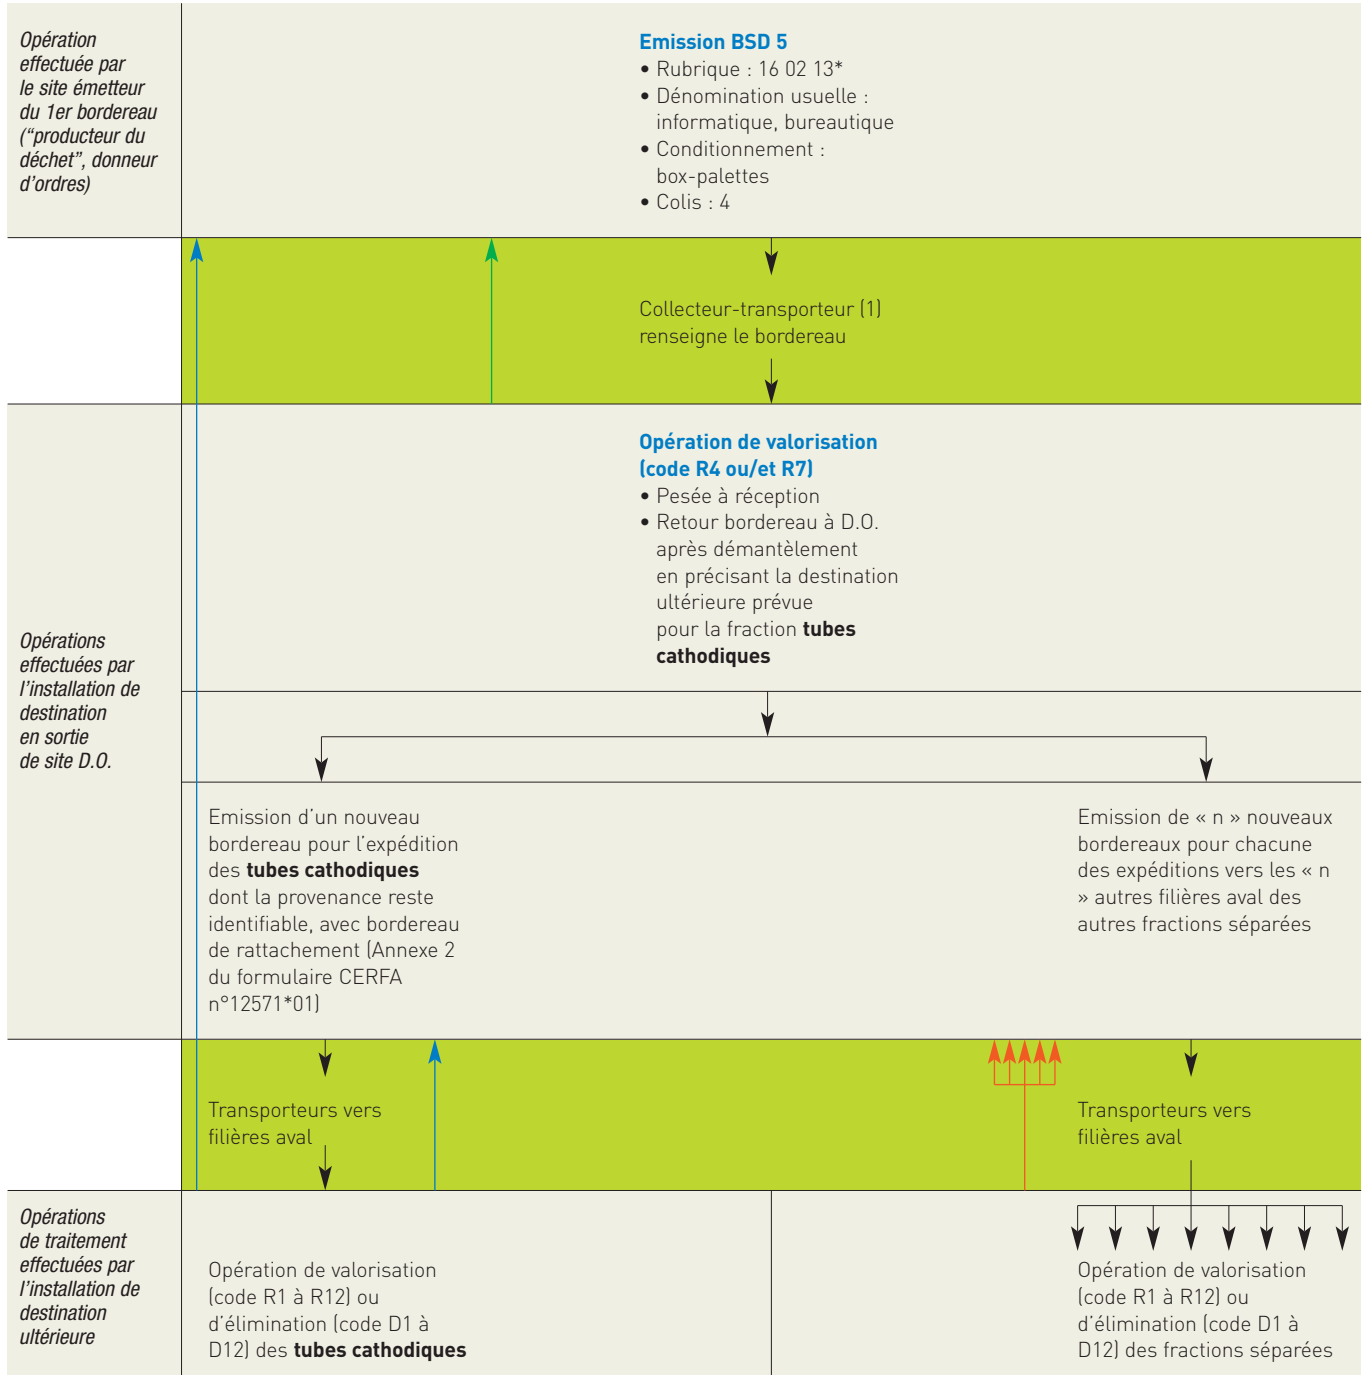 Opération
effectuée par
le site émetteur
du 1er bordereau
(“producteur du
déchet”, donneur
d’ordres)
Emission BSD 5
• Rubrique : 16 02 13*
• Dénomination usuelle :
informatique, bureautique
• Conditionnement :
box-palettes
• Colis : 4
Collecteur-transporteur (1)
renseigne le bordereau
Opérations
effectuées par
l’installation de
destination
en sortie
de site D.O.
Opération de valorisation
(code R4 ou/et R7)
• Pesée à réception
• Retour bordereau à D.O.
après démantèlement
en précisant la destination
ultérieure prévue
pour la fraction tubes
cathodiques
Emission d’un nouveau
bordereau pour l’expédition
des tubes cathodiques
dont la provenance reste
identifiable, avec bordereau
de rattachement (Annexe 2
du formulaire CERFA
n°12571*01)
Emission de « n » nouveaux
bordereaux pour chacune
des expéditions vers les « n
» autres filières aval des
autres fractions séparées
Transporteurs vers
filières aval
Transporteurs vers
filières aval
Opérations
de traitement
effectuées par
l’installation de
destination
ultérieure
Opération de valorisation
(code R1 à R12) ou
d’élimination (code D1 à
D12) des tubes cathodiques
Opération de valorisation
(code R1 à R12) ou
d’élimination (code D1 à
D12) des fractions séparées